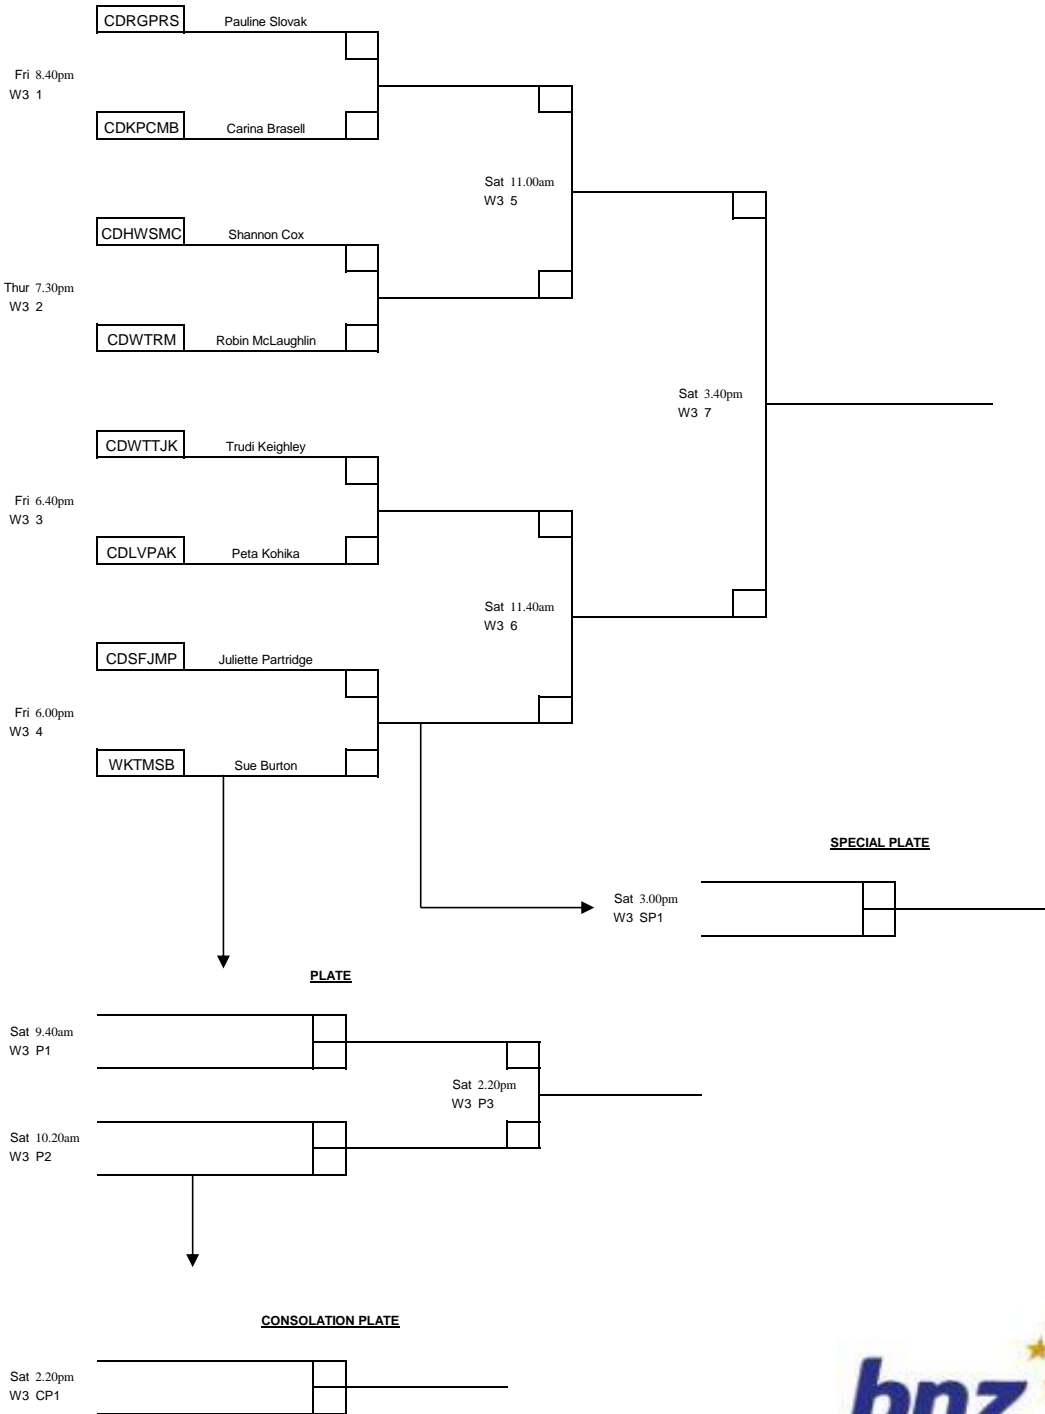 CDRGPRS Pauline Slovak
Fri 8.40pm
W3 1
CDKPCMB Carina Brasell
Sat 11.00am
W3 5
CDHWSMC Shannon Cox
Thur 7.30pm
W3 2
CDWTRM Robin McLaughlin
Sat 3.40pm
W3 7
CDWTTJK Trudi Keighley
Fri 6.40pm
W3 3
CDLVPAK Peta Kohika
Sat 11.40am
W3 6
CDSFJMP Juliette Partridge
Fri 6.00pm
W3 4
WKTMSB Sue Burton
SPECIAL PLATE
Sat 3.00pm
W3 SP1
PLATE
Sat 9.40am
W3 P1
Sat 2.20pm
W3 P3
Sat 10.20am
W3 P2
CONSOLATION PLATE
Sat 2.20pm
W3 CP1
bnz